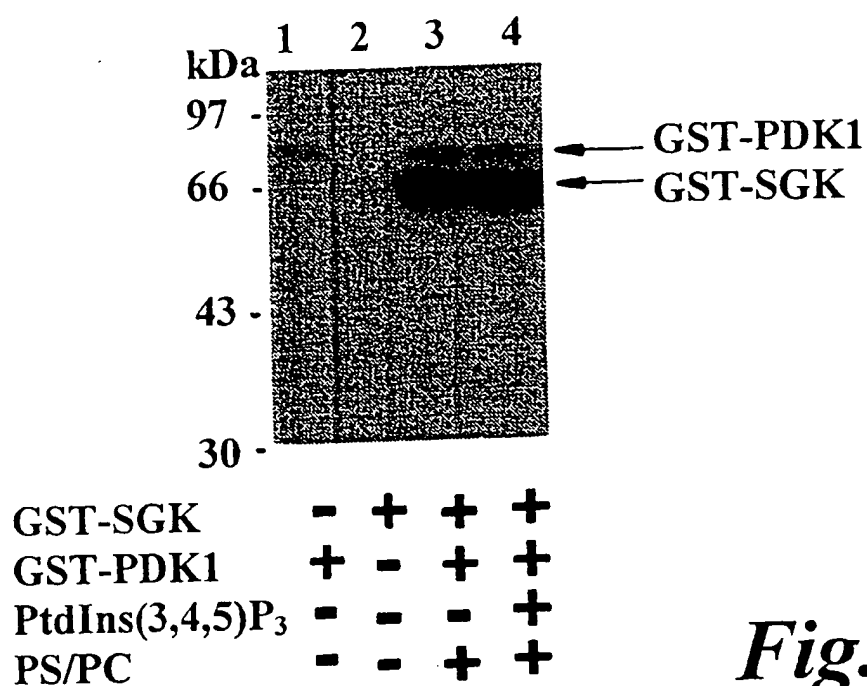 1 2 3 4
kDa
97 -
GST-PDK1
66 -
GST-SGK
43 -
30 -
GST-SGK - + + +
GST-PDK1 + - + +
PtdIns(3,4,5)P₃ - - - +
PS/PC - - + +
Fig.